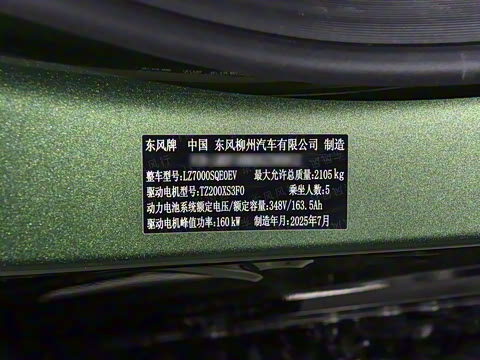 东风牌 中国 东风柳州汽车有限公司 制造
整车型号:LZ7000SQE0EV 最大允许总质量:2105 kg
驱动电机型号:TZ200XS3F0 乘坐人数:5
动力电池系统额定电压/额定容量:348V/163.5Ah
驱动电机峰值功率:160 kW 制造年月:2025年7月